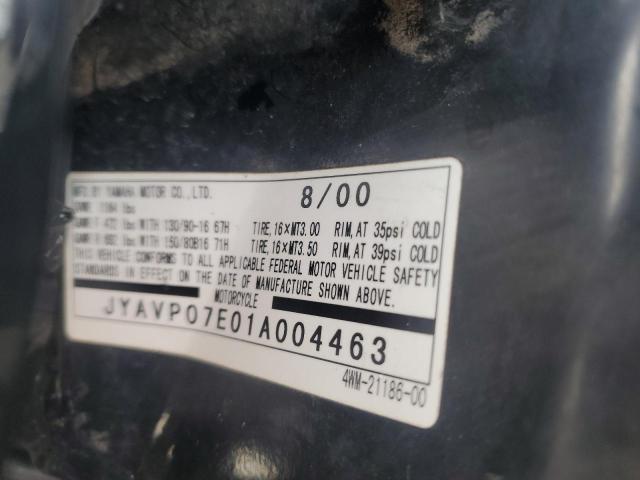 MFD BY YAMAHA MOTOR CO.,LTD. 8/00
GVWR 1184 lbs
GAWR F 472 lbs WITH 130/90-16 67H TIRE, 16×MT3.00 RIM, AT 35psi COLD
GAWR R 692 lbs WITH 150/80B16 71H TIRE, 16×MT3.50 RIM, AT 39psi COLD
THIS VEHICLE CONFORMS TO ALL APPLICABLE FEDERAL MOTOR VEHICLE SAFETY
STANDARDS IN EFFECT ON THE DATE OF MANUFACTURE SHOWN ABOVE.
MOTORCYCLE
JYAVP07E01A004463
4WM-21186-00